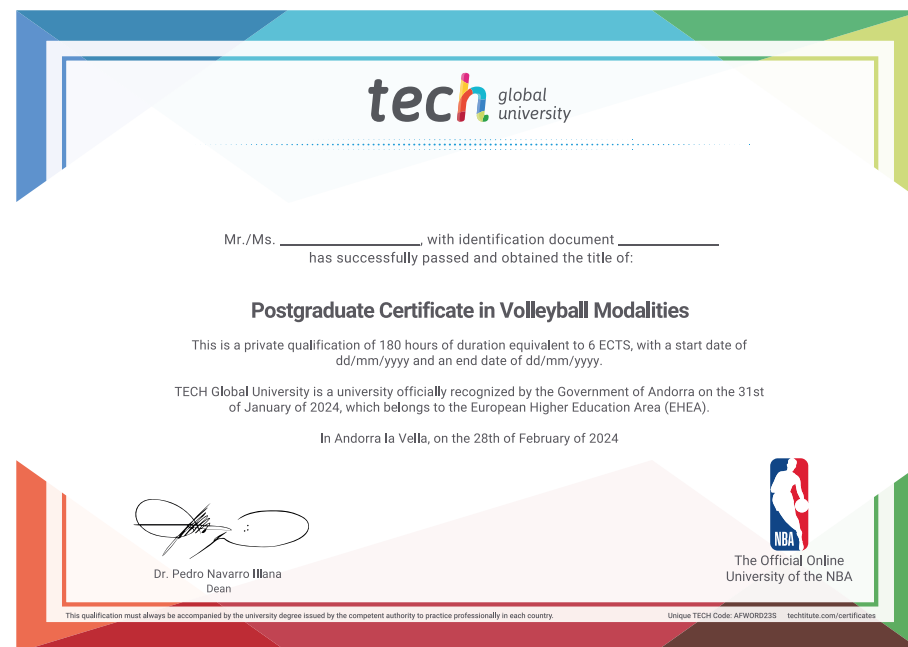 tech global university
Mr./Ms. ____________, with identification document ____________
has successfully passed and obtained the title of:
Postgraduate Certificate in Volleyball Modalities
This is a private qualification of 180 hours of duration equivalent to 6 ECTS, with a start date of
dd/mm/yyyy and an end date of dd/mm/yyyy.
TECH Global University is a university officially recognized by the Government of Andorra on the 31st
of January of 2024, which belongs to the European Higher Education Area (EHEA).
In Andorra la Vella, on the 28th of February of 2024
NBA
Dr. Pedro Navarro Illana
Dean
The Official Online
University of the NBA
This qualification must always be accompanied by the university degree issued by the competent authority to practice professionally in each country.
Unique TECH Code: AFWORD23S techtitute.com/certificates